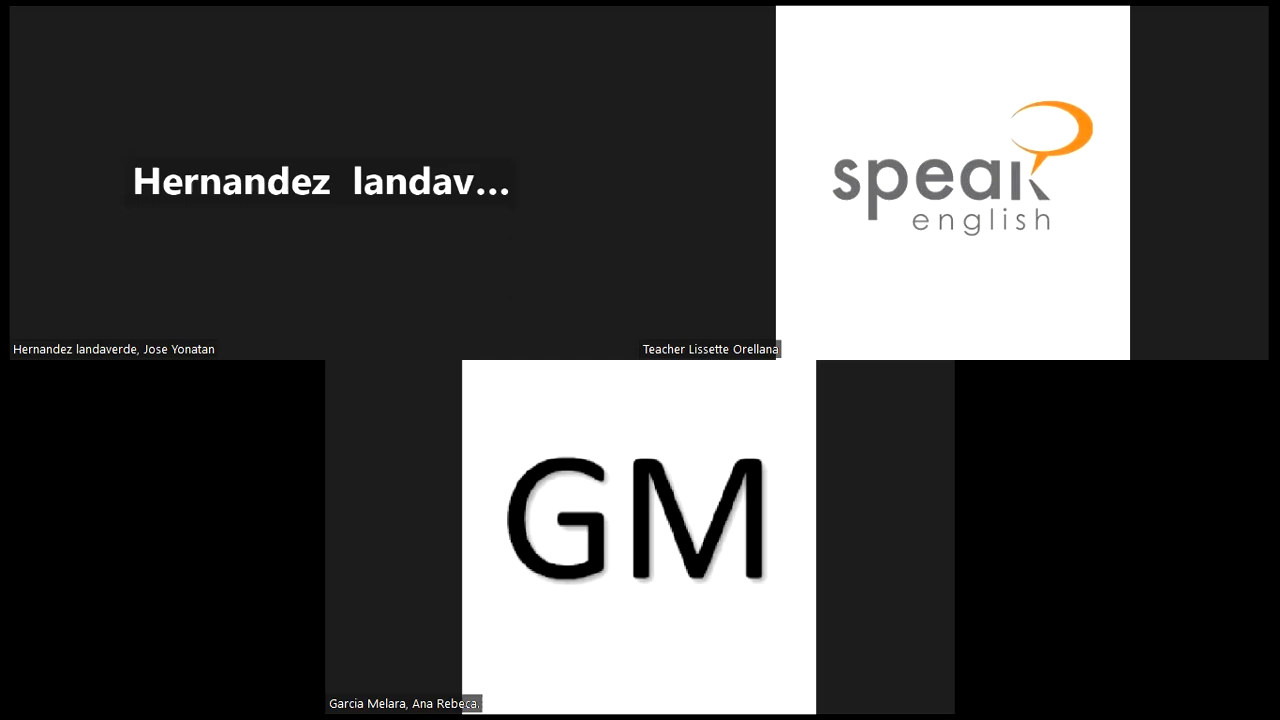 Hernandez landav...
speak
english
Hernandez landaverde, Jose Yonatan
Teacher Lissette Orellana
GM
Garcia Melara, Ana Rebeca.